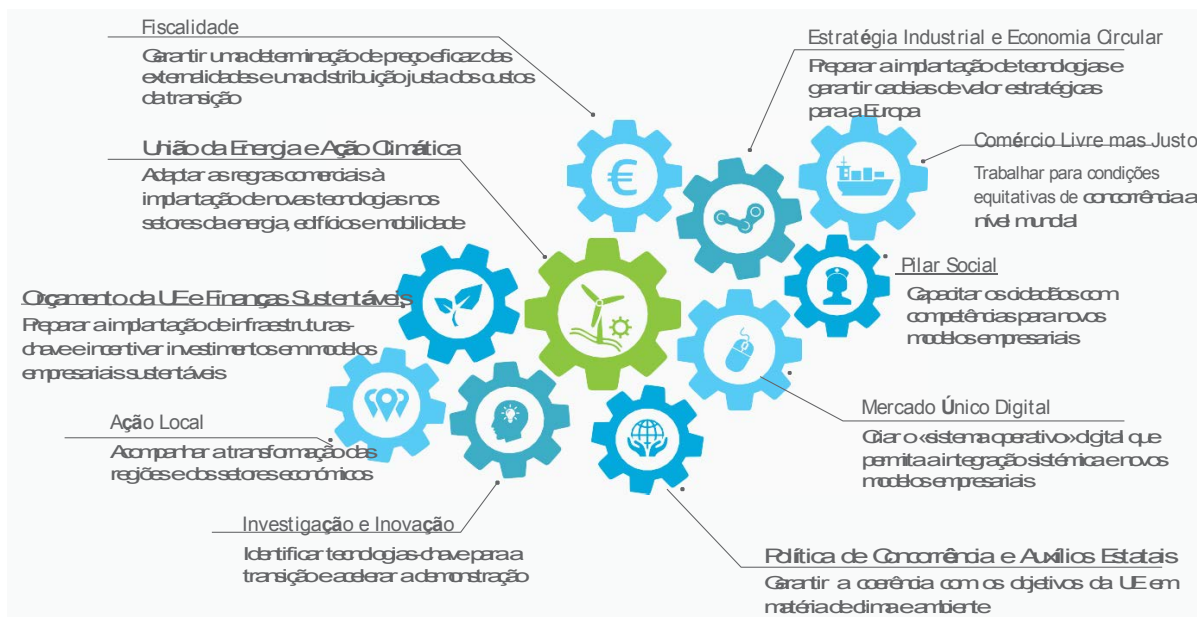 Fiscalidade
Garantir uma determinação de preço eficaz das
externalidades e uma distribuição justa dos custos
da transição
União da Energia e Ação Climática
Adaptar as regras comerciais à
implantação de novas tecnologias nos
setores da energia, edifícios e mobilidade
Orçamento da UE e Finanças Sustentáveis
Preparar a implantação de infraestruturas-
chave e incentivar investimentos em modelos
empresariais sustentáveis
Ação Local
Acompanhar a transformação das
regiões e dos setores económicos
Investigação e Inovação
Identificar tecnologias-chave para a
transição e acelerar a demonstração
€
Estratégia Industrial e Economia Circular
Preparar a implantação de tecnologias e
garantir cadeias de valor estratégicas
para a Europa
Comércio Livre mas Justo
Trabalhar para condições
equitativas de concorrência a
nível mundial
Pilar Social
Capacitar os cidadãos com
competências para novos
modelos empresariais
Mercado Único Digital
Criar o «sistema operativo» digital que
permita a integração sistémica e novos
modelos empresariais
Política de Concorrência e Auxílios Estatais
Garantir a coerência com os objetivos da UE em
matéria de clima e ambiente